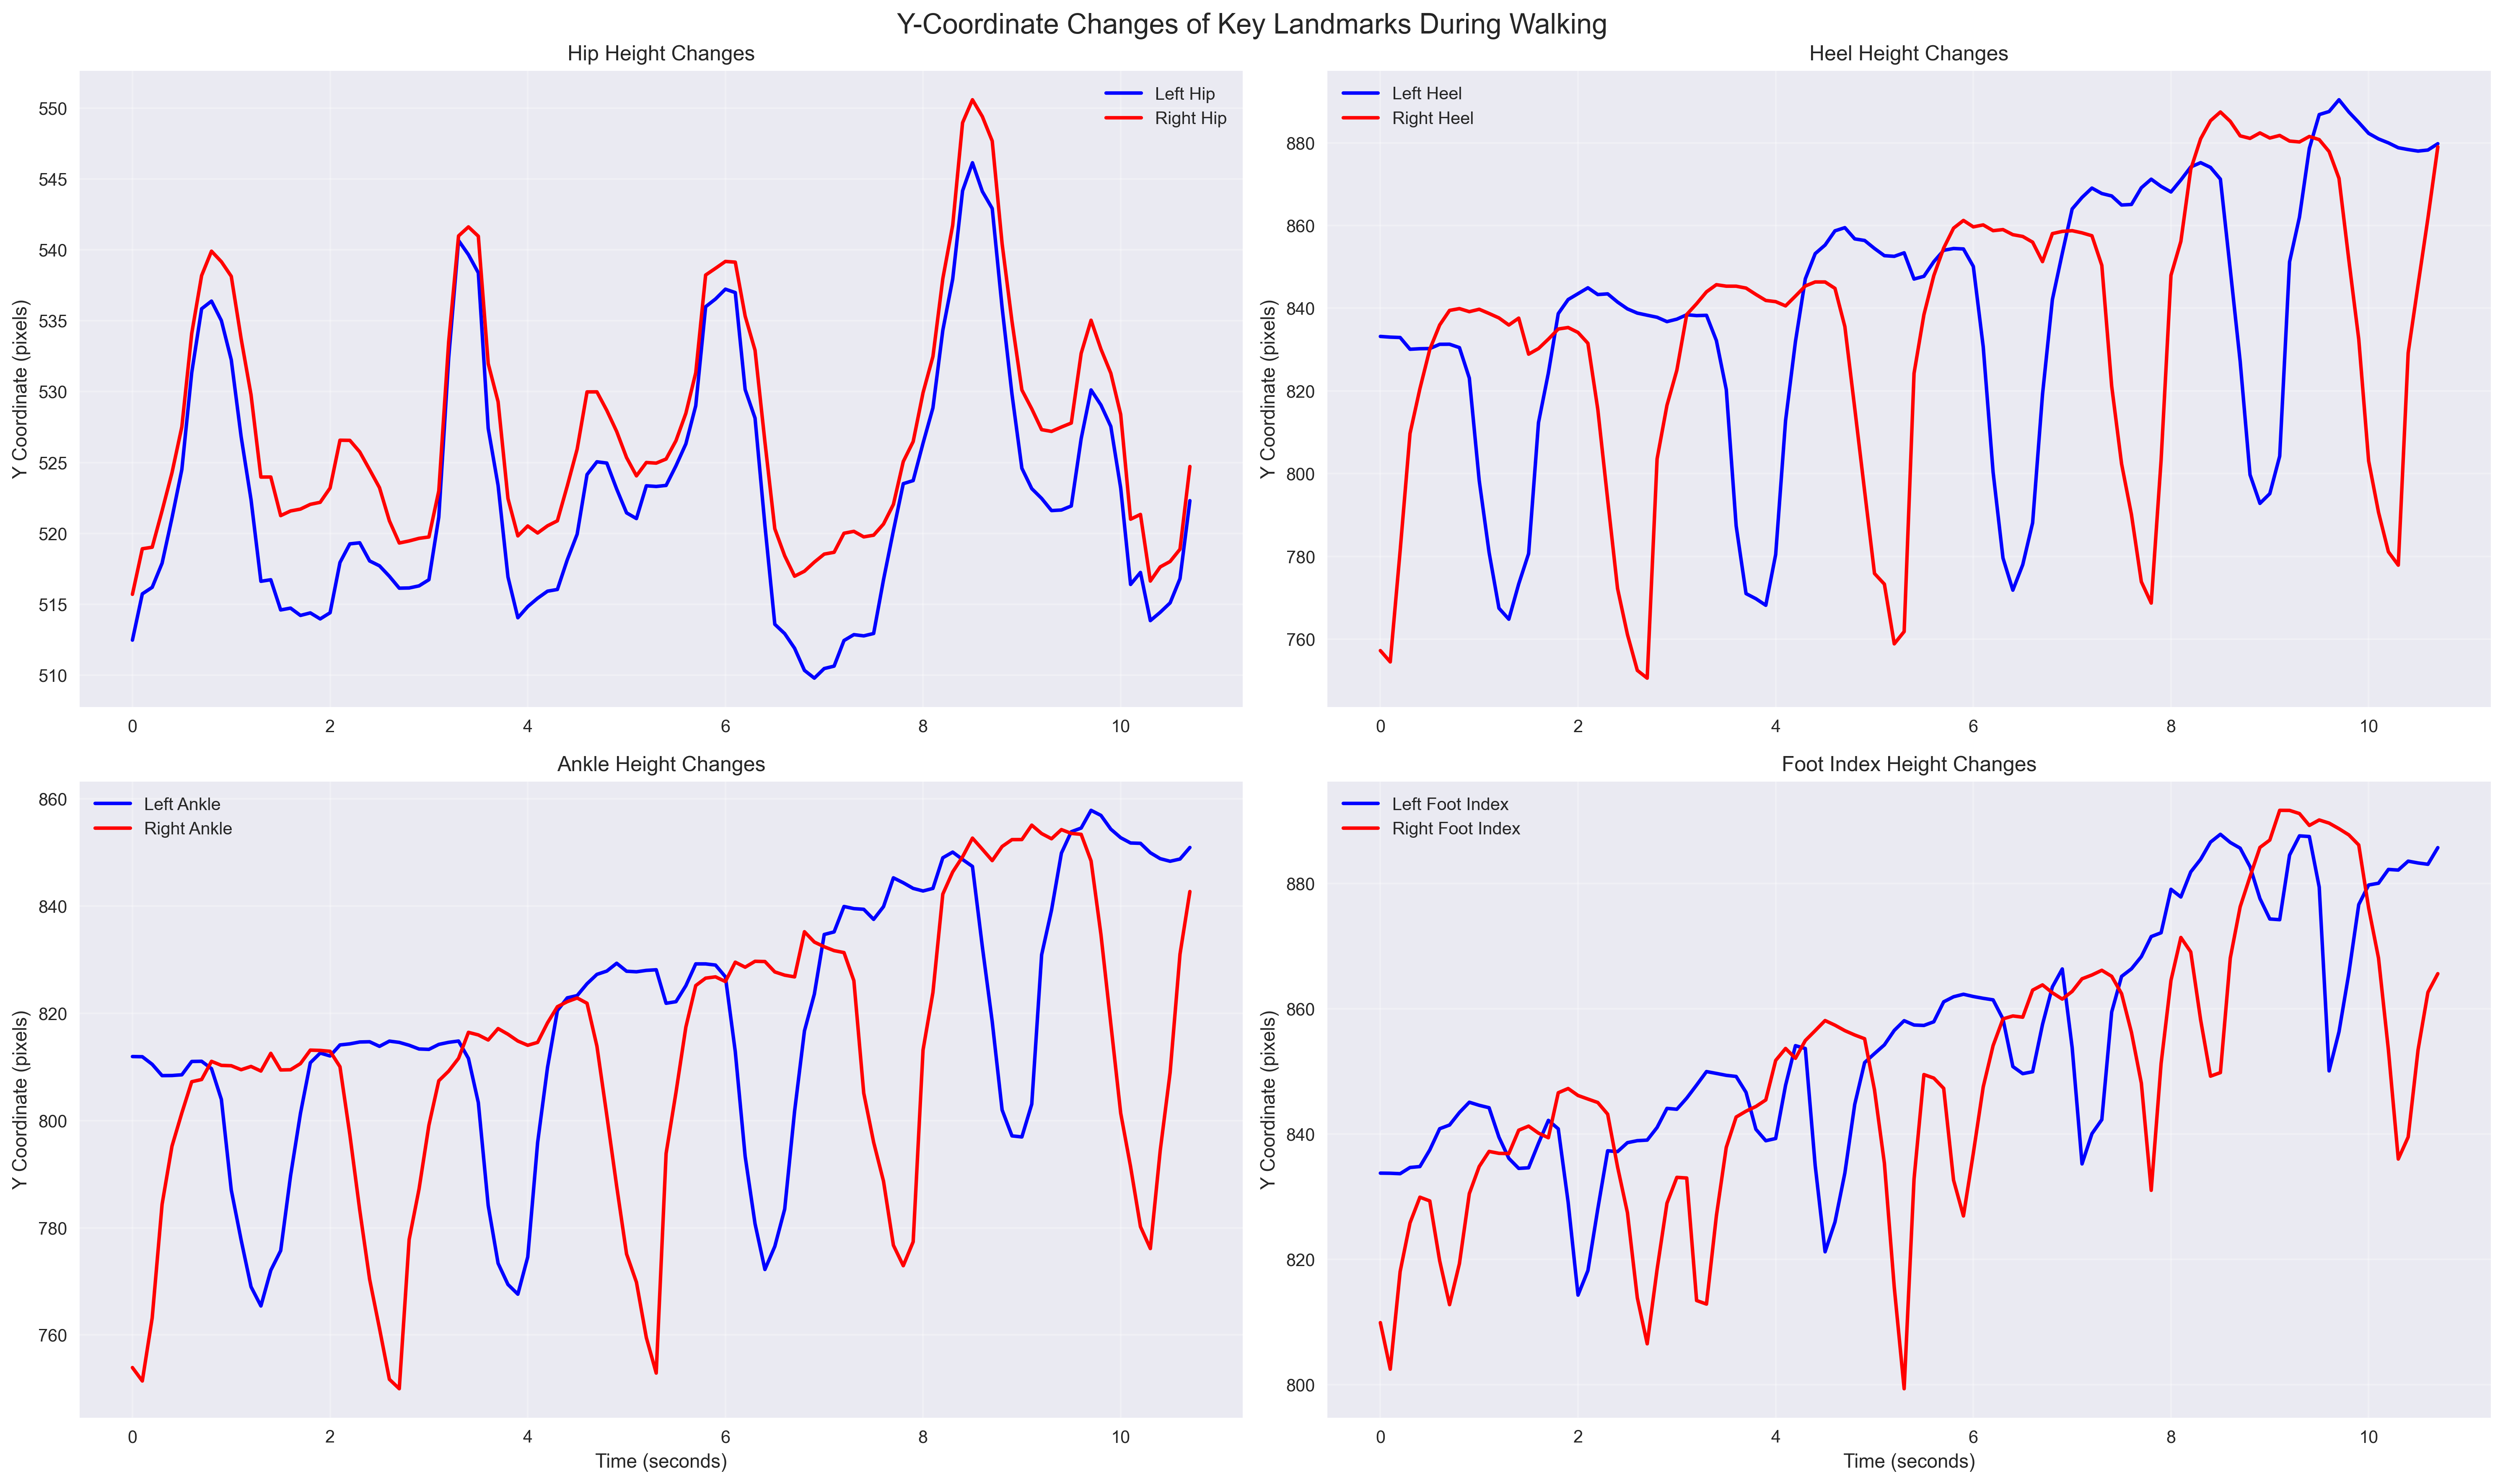 Y-Coordinate Changes of Key Landmarks During Walking
Hip Height Changes
Y Coordinate (pixels)
550
545
540
535
530
525
520
515
510
0 2 4 6 8 10
Left Hip
Right Hip
Heel Height Changes
Y Coordinate (pixels)
880
860
840
820
800
780
760
0 2 4 6 8 10
Left Heel
Right Heel
Ankle Height Changes
Y Coordinate (pixels)
860
840
820
800
780
760
0 2 4 6 8 10
Time (seconds)
Left Ankle
Right Ankle
Foot Index Height Changes
Y Coordinate (pixels)
880
860
840
820
800
0 2 4 6 8 10
Time (seconds)
Left Foot Index
Right Foot Index